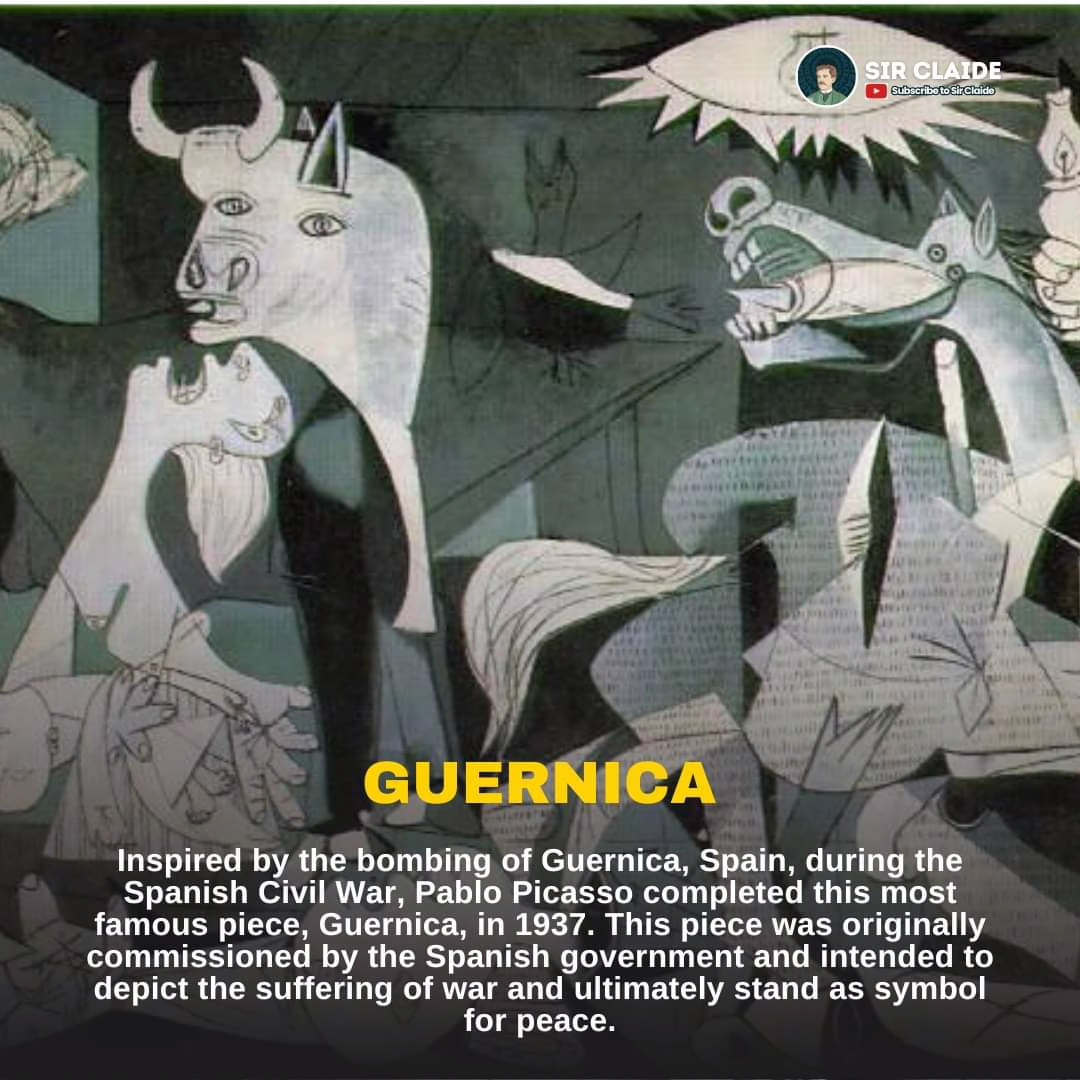 SIR CLAIDE
Subscribe to Sir Claide
GUERNICA
Inspired by the bombing of Guernica, Spain, during the
Spanish Civil War, Pablo Picasso completed this most
famous piece, Guernica, in 1937. This piece was originally
commissioned by the Spanish government and intended to
depict the suffering of war and ultimately stand as symbol
for peace.